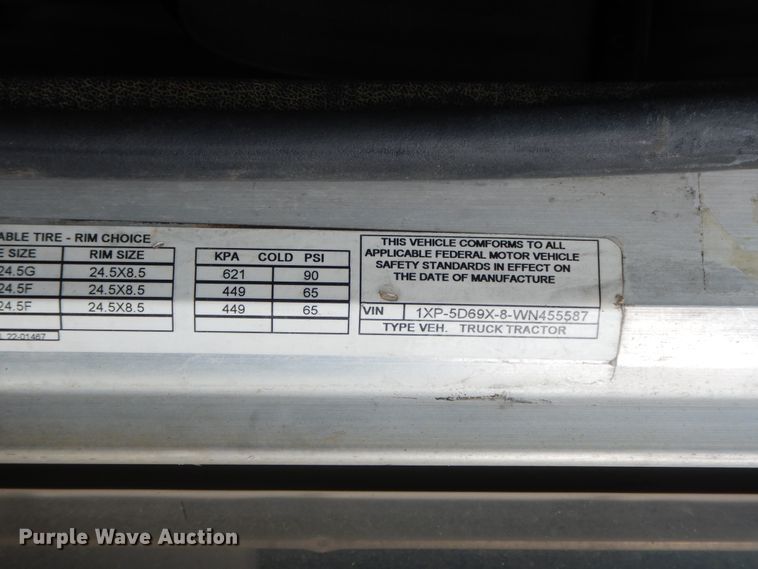 ABLE TIRE - RIM CHOICE
E SIZE RIM SIZE
24.5G 24.5X8.5
24.5F 24.5X8.5
24.5F 24.5X8.5
22-01467
KPA COLD PSI
621 90
449 65
449 65
THIS VEHICLE COMFORMS TO ALL
APPLICABLE FEDERAL MOTOR VEHICLE
SAFETY STANDARDS IN EFFECT ON
THE DATE OF MANUFACTURE
VIN 1XP-5D69X-8-WN455587
TYPE VEH. TRUCK TRACTOR
Purple Wave Auction